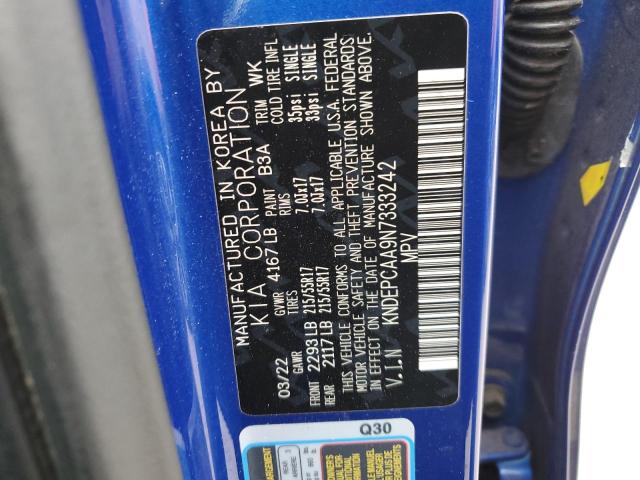 MANUFACTURED IN KOREA BY
KIA CORPORATION
03/22 GVWR 4167 LB PAINT B3A TRIM WK
GAWR TIRES RIMS COLD TIRE INFL
FRONT 2293 LB 215/55R17 7.0Jx17 35psi SINGLE
REAR 2117 LB 215/55R17 7.0Jx17 33psi SINGLE
THIS VEHICLE CONFORMS TO ALL APPLICABLE U.S.A. FEDERAL
MOTOR VEHICLE SAFETY AND THEFT PREVENTION STANDARDS
IN EFFECT ON THE DATE OF MANUFACTURE SHOWN ABOVE.
V.I.N KNDEPCAA9N7333242
MPV
Q30
REAR
ARRIERE